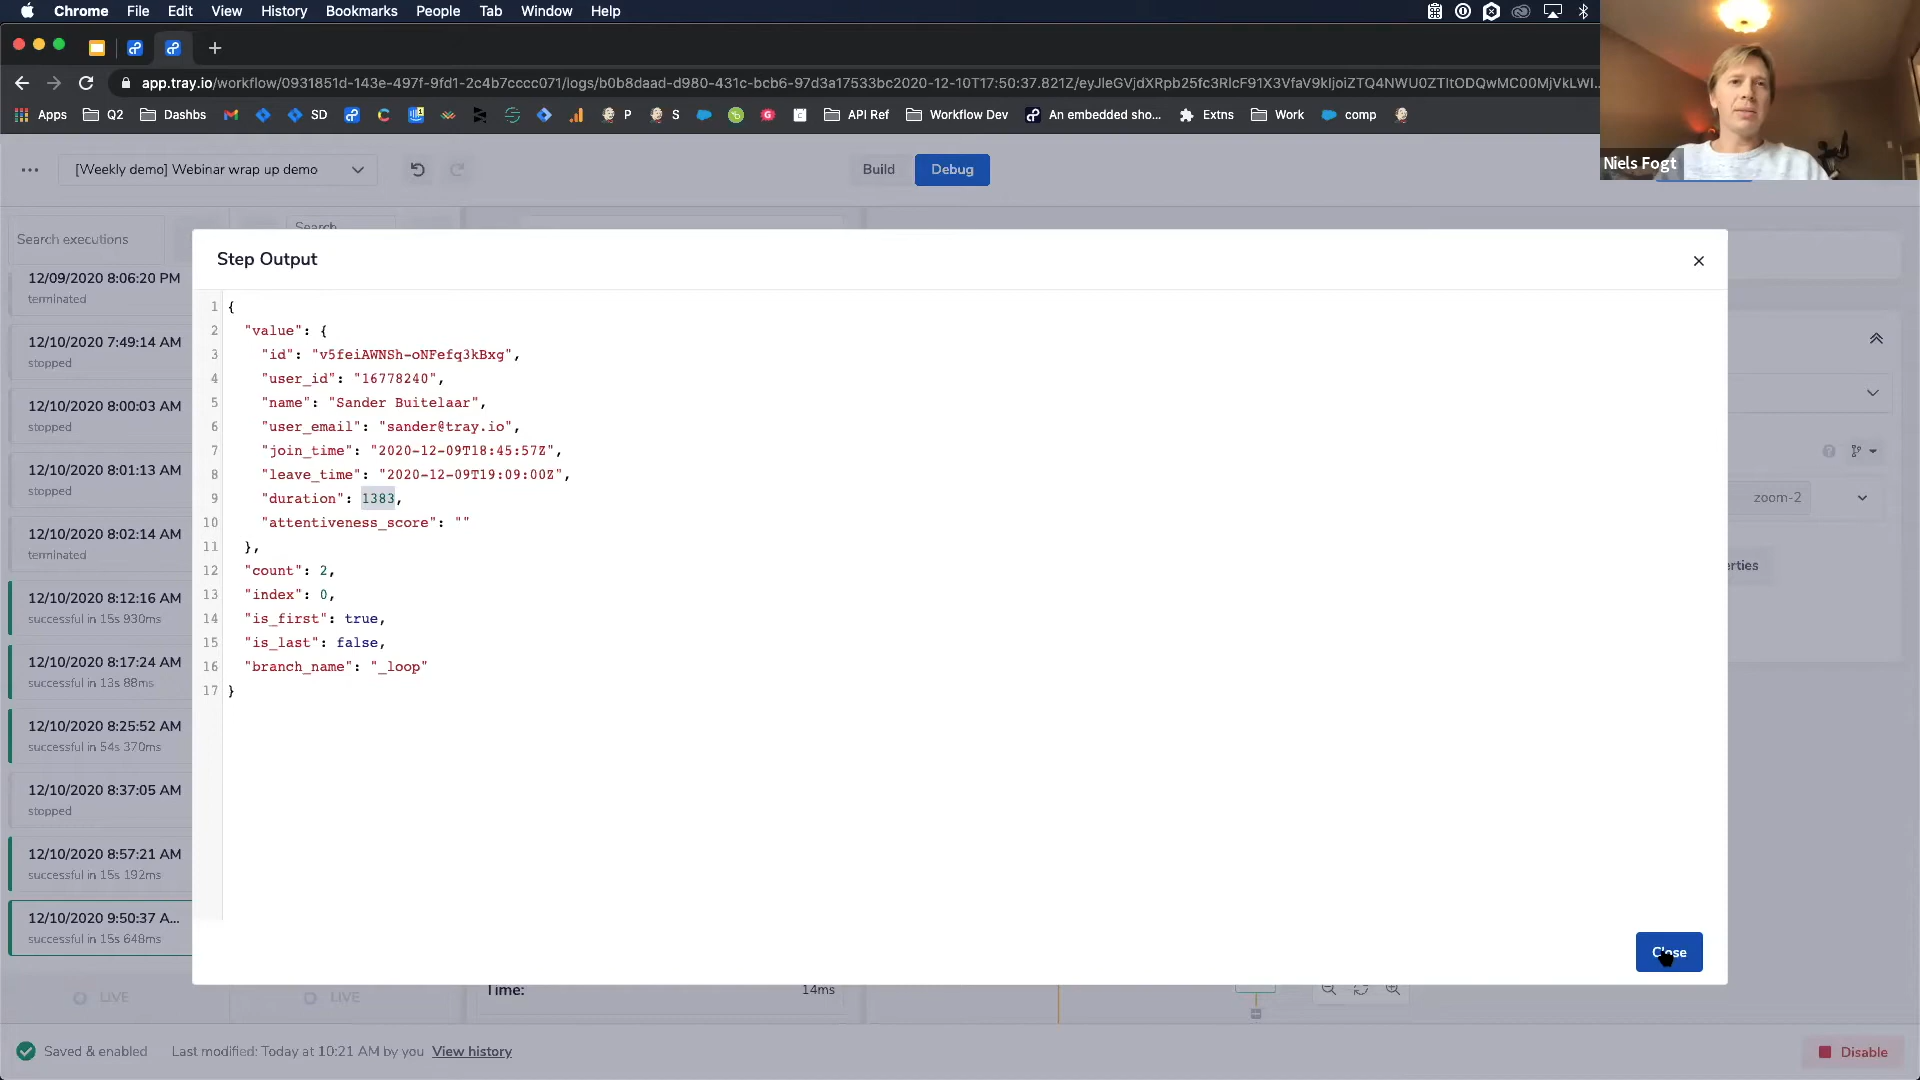 Chrome File Edit View History Bookmarks People Tab Window Help
app.tray.io/workflow/0931851d-143e-497f-9fd1-2c4b7cccc071/logs/b0b8daad-d980-431c-bcb6-97d3a17533bc2020-12-10T17:50:37.821Z/
Apps Q2 Dashbs SD P S API Ref Workflow Dev An embedded sho... Extns Work comp
Niels Fogt
[Weekly demo] Webinar wrap up demo Build Debug
Search executions Search
Step Output
12/09/2020 8:06:20 PM
terminated
12/10/2020 7:49:14 AM
stopped
12/10/2020 8:00:03 AM
stopped
12/10/2020 8:01:13 AM
stopped
12/10/2020 8:02:14 AM
terminated
12/10/2020 8:12:16 AM
successful in 15s 930ms
12/10/2020 8:17:24 AM
successful in 13s 88ms
12/10/2020 8:25:52 AM
successful in 54s 370ms
12/10/2020 8:37:05 AM
stopped
12/10/2020 8:57:21 AM
successful in 15s 192ms
12/10/2020 9:50:37 A...
successful in 15s 648ms
1 {
2 "value": {
3 "id": "v5feiAWNSh-oNFefq3kBxg",
4 "user_id": "16778240",
5 "name": "Sander Buitelaar",
6 "user_email": "sander@tray.io",
7 "join_time": "2020-12-09T18:45:57Z",
8 "leave_time": "2020-12-09T19:09:00Z",
9 "duration": 1383,
10 "attentiveness_score": ""
11 },
12 "count": 2,
13 "index": 0,
14 "is_first": true,
15 "is_last": false,
16 "branch_name": "_loop"
17 }
zoom-2
erties
Close
LIVE LIVE Time: 14ms
Saved & enabled Last modified: Today at 10:21 AM by you View history Disable